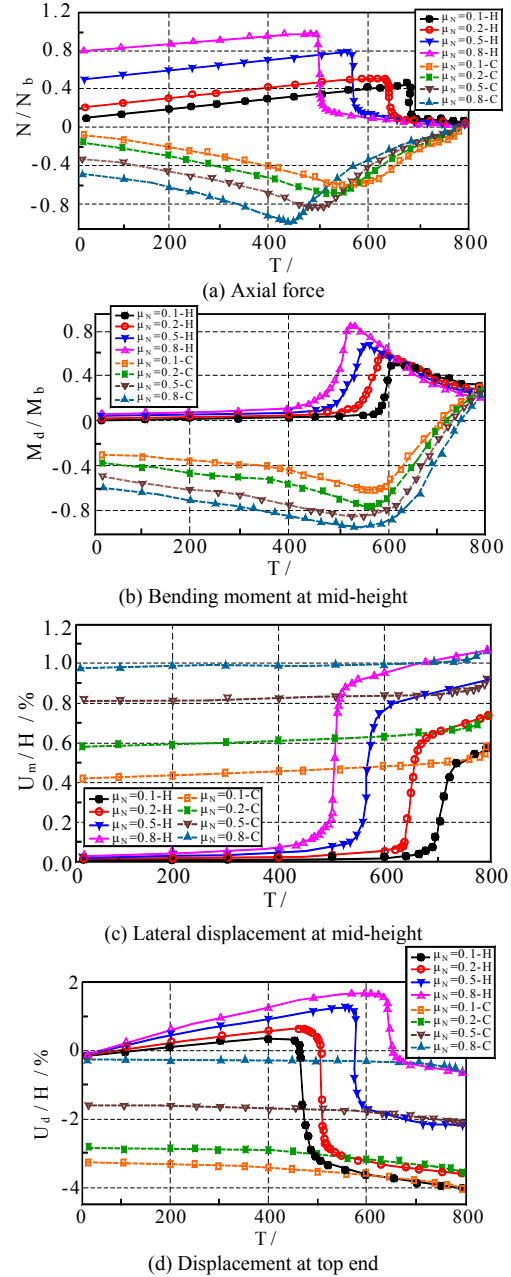 1.2
0.8
0.4
0
-0.4
-0.8
N / N_b
μ_N=0.1-H
μ_N=0.2-H
μ_N=0.5-H
μ_N=0.8-H
μ_N=0.1-C
μ_N=0.2-C
μ_N=0.5-C
μ_N=0.8-C
0 200 400 600 800
T /
(a) Axial force
0.8
0.4
0
-0.4
-0.8
M_d / M_b
μ_N=0.1-H
μ_N=0.2-H
μ_N=0.5-H
μ_N=0.8-H
μ_N=0.1-C
μ_N=0.2-C
μ_N=0.5-C
μ_N=0.8-C
0 200 400 600 800
T /
(b) Bending moment at mid-height
1.2
1.0
0.8
0.6
0.4
0.2
0.0
U_m / H / %
μ_N=0.1-H μ_N=0.1-C
μ_N=0.2-H μ_N=0.2-C
μ_N=0.5-H μ_N=0.5-C
μ_N=0.8-H μ_N=0.8-C
0 200 400 600 800
T /
(c) Lateral displacement at mid-height
2
0
-2
-4
U_d / H / %
μ_N=0.1-H
μ_N=0.2-H
μ_N=0.5-H
μ_N=0.8-H
μ_N=0.1-C
μ_N=0.2-C
μ_N=0.5-C
μ_N=0.8-C
0 200 400 600 800
T /
(d) Displacement at top end